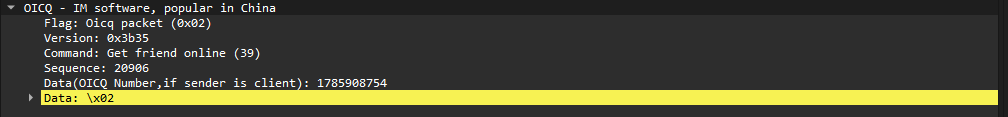 OICQ - IM software, popular in China
Flag: Oicq packet (0x02)
Version: 0x3b35
Command: Get friend online (39)
Sequence: 20906
Data(OICQ Number,if sender is client): 1785908754
Data: \x02